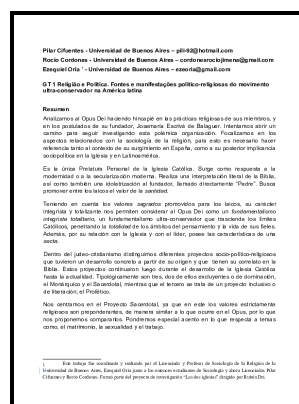 Pilar Cifuentes - Universidad de Buenos Aires – pili-92@hotmail.com
Rocío Cordones - Universidad de Buenos Aires – cordonesrociojimena@gmail.com
Ezequiel Oria ¹ - Universidad de Buenos Aires – ezeoria@gmail.com
GT 1 Religião e Política. Fontes e manifestações político-religiosas do movimento
ultra-conservador na América latina
Resumen
Analizamos al Opus Dei haciendo hincapié en las prácticas religiosas de sus miembros, y
en los postulados de su fundador, Josemaría Escrivá de Balaguer. Intentamos abrir un
camino para seguir investigando esta polémica organización. Focalizamos en los
aspectos relacionados con la sociología de la religión, para esto es necesario hacer
referencia tanto al contexto de su surgimiento en España, como a su posterior implicancia
sociopolítica en la Iglesia y en Latinoamérica.
Es la única Prelatura Personal de la Iglesia Católica. Surge como respuesta a la
modernidad o a la secularización moderna. Realiza una interpretación literal de la Biblia,
así como también una idolatrización al fundador, llamado directamente “Padre”. Busca
promover entre los laicos el valor de la santidad.
Teniendo en cuenta los valores sagrados promovidos para los laicos, su carácter
integrista y totalizante nos permiten considerar al Opus Dei como un fundamentalismo
integrista totalitario, un fundamentalismo ultra-conservador que trasciende los límites
Católicos, penetrando la totalidad de los ámbitos del pensamiento y la vida de sus fieles.
Además, por su relación con la Iglesia y con el líder, posee las características de una
secta.
Dentro del judeo-cristianismo distinguimos diferentes proyectos socio-político-religiosos
que tuvieron un desarrollo concreto a partir de su origen y que tienen su correlato en la
Biblia. Estos proyectos continuaron luego durante el desarrollo de la Iglesia Católica
hasta la actualidad. Tipológicamente son tres, dos de ellos excluyentes o de dominación,
el Monárquico y el Sacerdotal, mientras que el tercero se trata de un proyecto inclusivo o
de liberación, el Profético.
Nos centramos en el Proyecto Sacerdotal, ya que en este los valores estrictamente
religiosos son preponderantes, de manera similar a lo que ocurre en el Opus, por lo que
nos proponemos compararlos. Pondremos especial acento en lo que respecta a temas
como, el matrimonio, la sexualidad y el trabajo.
1 Este trabajo fue coordinado y realizado por el Licenciado y Profesor de Sociología de la Religión de la
Universidad de Buenos Aires, Ezequiel Oria junto a los entonces estudiantes de Sociología y ahora Licenciados Pilar
Cifuentes y Rocío Cordones. Formó parte del proyecto de investigación “Las dos iglesias” dirigido por Rubén Dri.